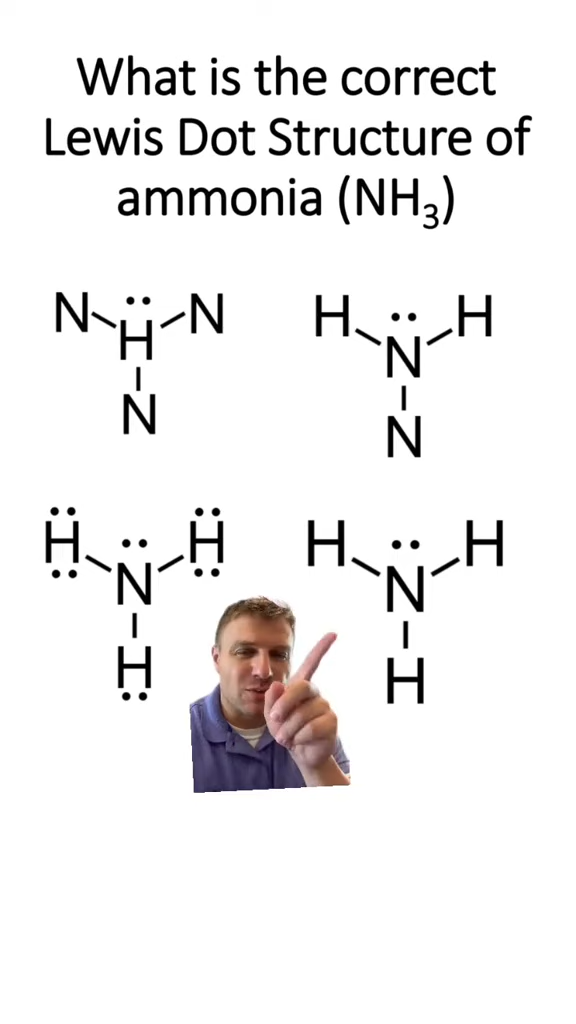 What is the correct
Lewis Dot Structure of
ammonia (NH₃)
N H N
N
H N H
N
H N H
H
H N H
H